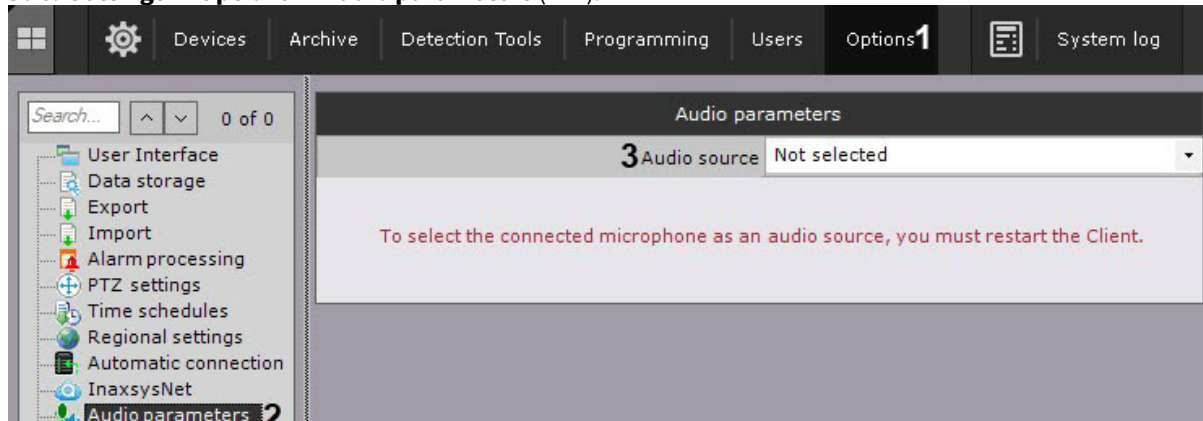 Devices Archive Detection Tools Programming Users Options 1 System log
Search... 0 of 0
Audio parameters
3 Audio source Not selected
User Interface
Data storage
Export
Import
To select the connected microphone as an audio source, you must restart the Client.
Alarm processing
PTZ settings
Time schedules
Regional settings
Automatic connection
InaxsysNet
Audio parameters 2